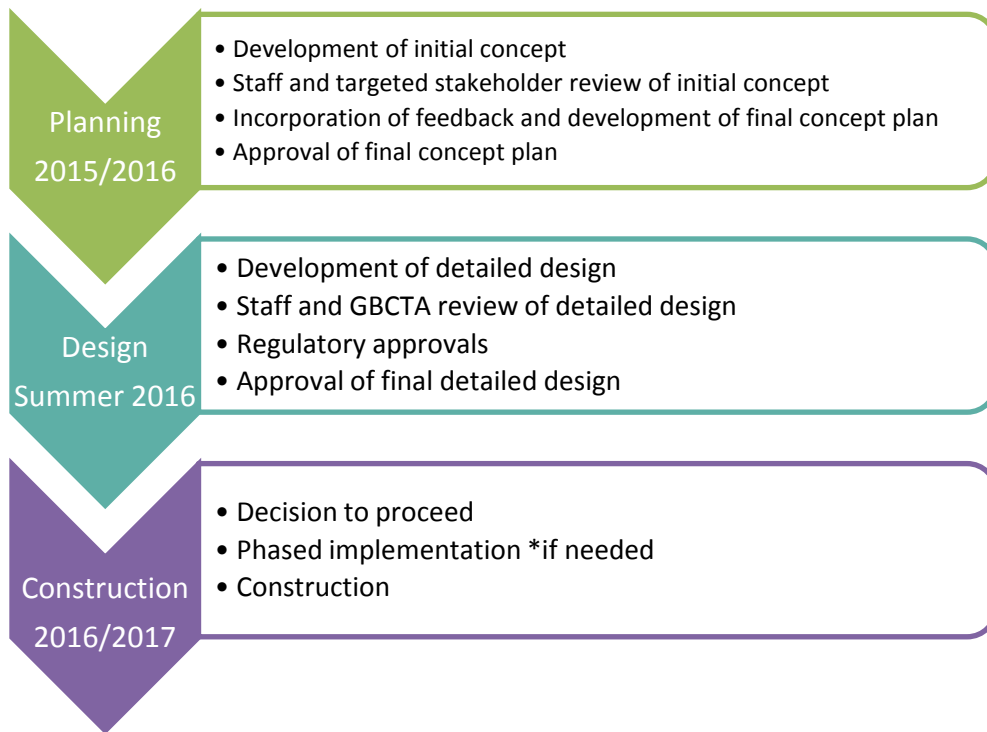 Planning
2015/2016
• Development of initial concept
• Staff and targeted stakeholder review of initial concept
• Incorporation of feedback and development of final concept plan
• Approval of final concept plan
Design
Summer 2016
• Development of detailed design
• Staff and GBCTA review of detailed design
• Regulatory approvals
• Approval of final detailed design
Construction
2016/2017
• Decision to proceed
• Phased implementation *if needed
• Construction